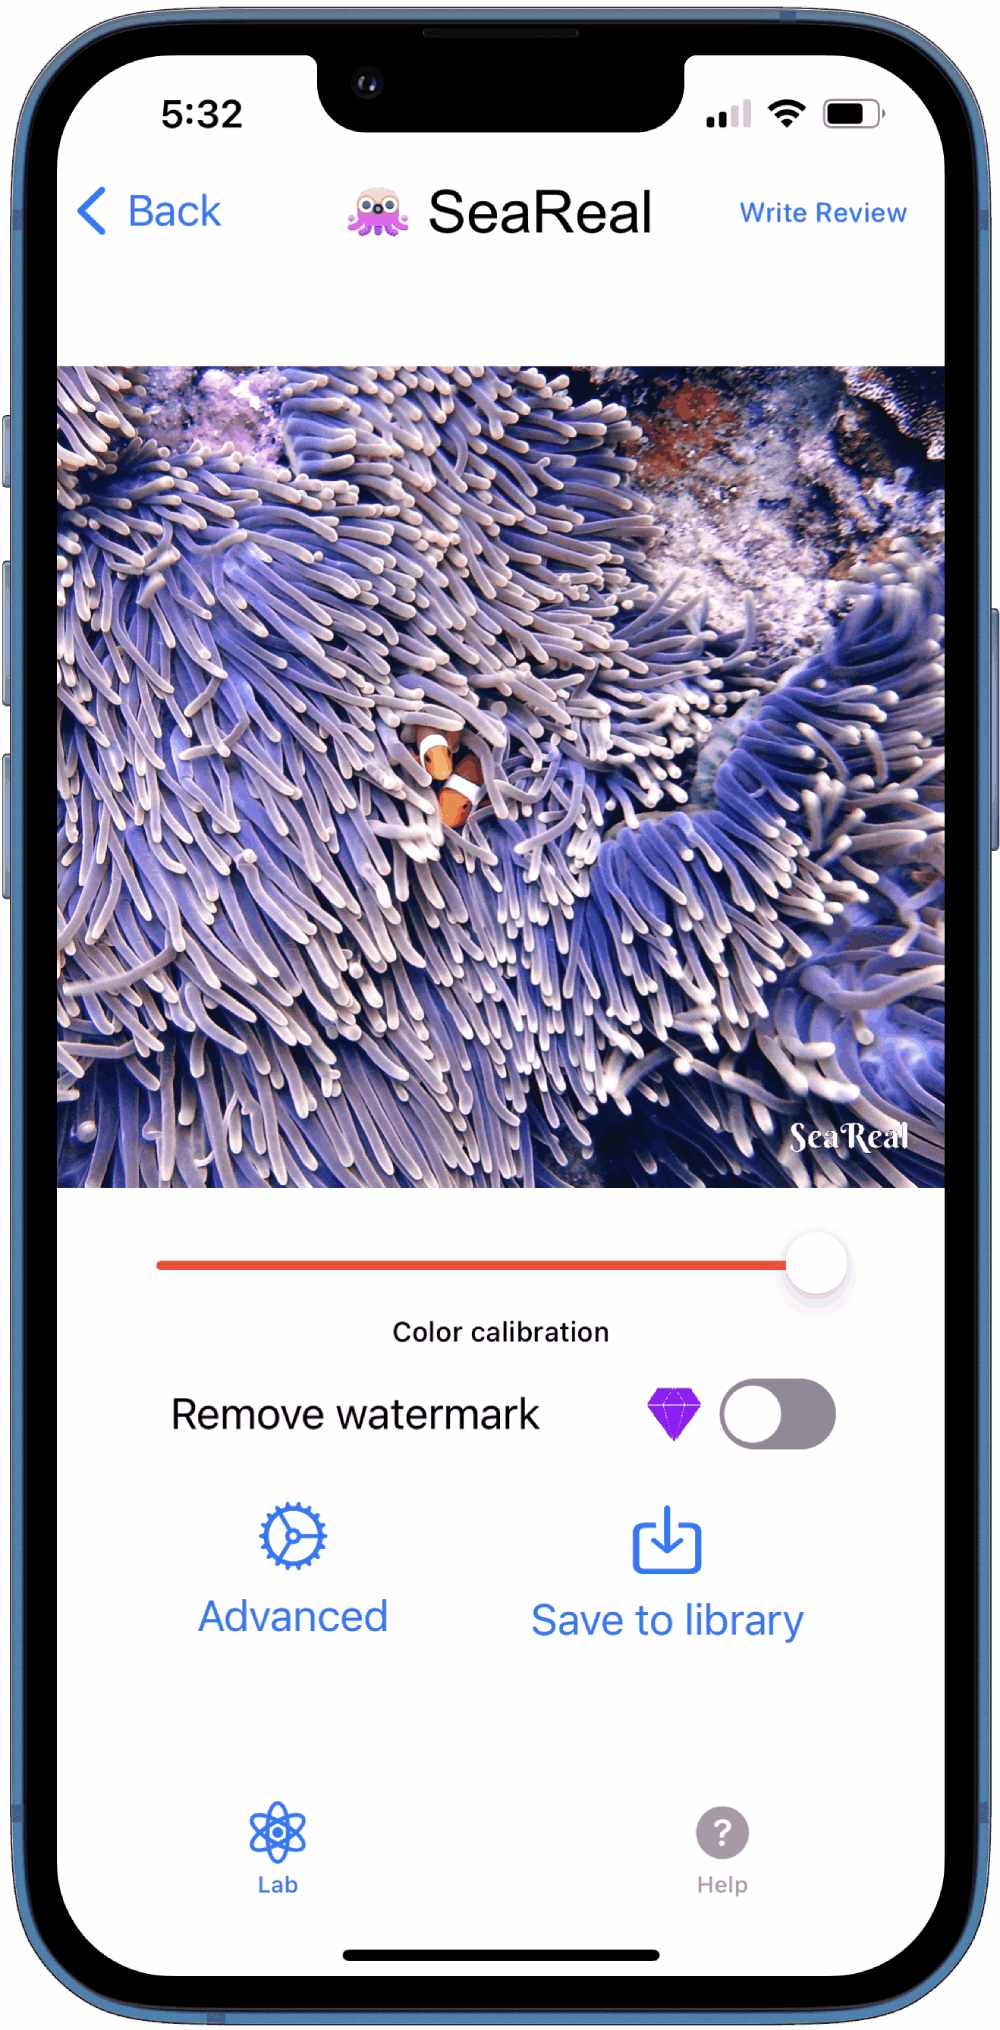 5:32
Back
SeaReal
Write Review
SeaReal
Color calibration
Remove watermark
Advanced
Save to library
Lab
?
Help